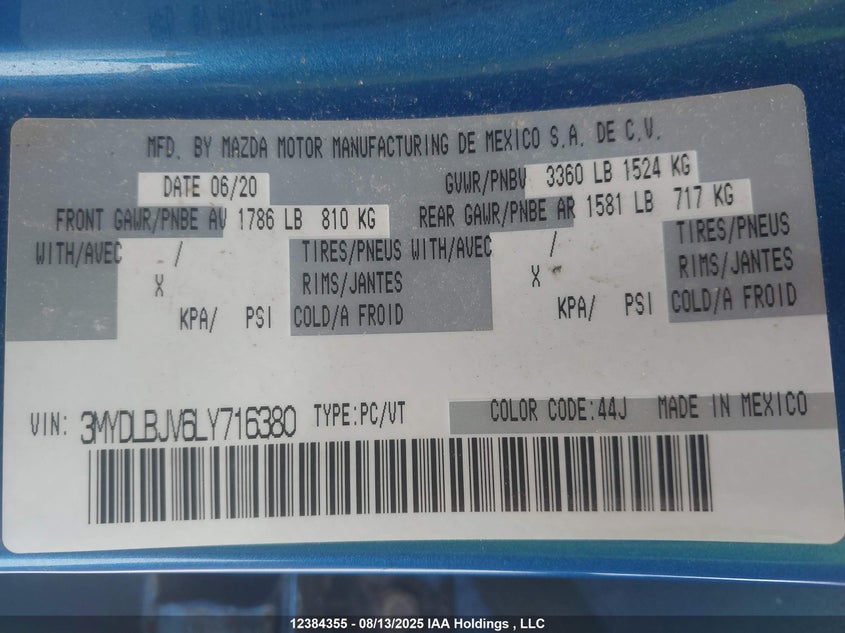 MFD. BY MAZDA MOTOR MANUFACTURING DE MEXICO S.A. DE C.V.
DATE 06/20 GVWR/PNBV 3360 LB 1524 KG
FRONT GAWR/PNBE AV 1786 LB 810 KG REAR GAWR/PNBE AR 1581 LB 717 KG
WITH/AVEC / TIRES/PNEUS WITH/AVEC / TIRES/PNEUS
X RIMS/JANTES X RIMS/JANTES
KPA/ PSI COLD/A FROID KPA/ PSI COLD/A FROID
VIN: 3MYDLBJV6LY716380 TYPE:PC/VT COLOR CODE:44J MADE IN MEXICO
12384355 - 08/13/2025 IAA Holdings , LLC